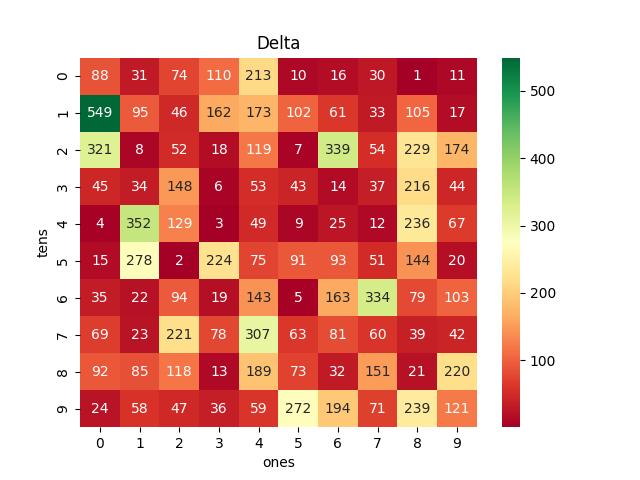 Delta
0 88 31 74 110 213 10 16 30 1 11
1 549 95 46 162 173 102 61 33 105 17
2 321 8 52 18 119 7 339 54 229 174
3 45 34 148 6 53 43 14 37 216 44
4 4 352 129 3 49 9 25 12 236 67
5 15 278 2 224 75 91 93 51 144 20
6 35 22 94 19 143 5 163 334 79 103
7 69 23 221 78 307 63 81 60 39 42
8 92 85 118 13 189 73 32 151 21 220
9 24 58 47 36 59 272 194 71 239 121
0 1 2 3 4 5 6 7 8 9
ones
tens
500
400
300
200
100